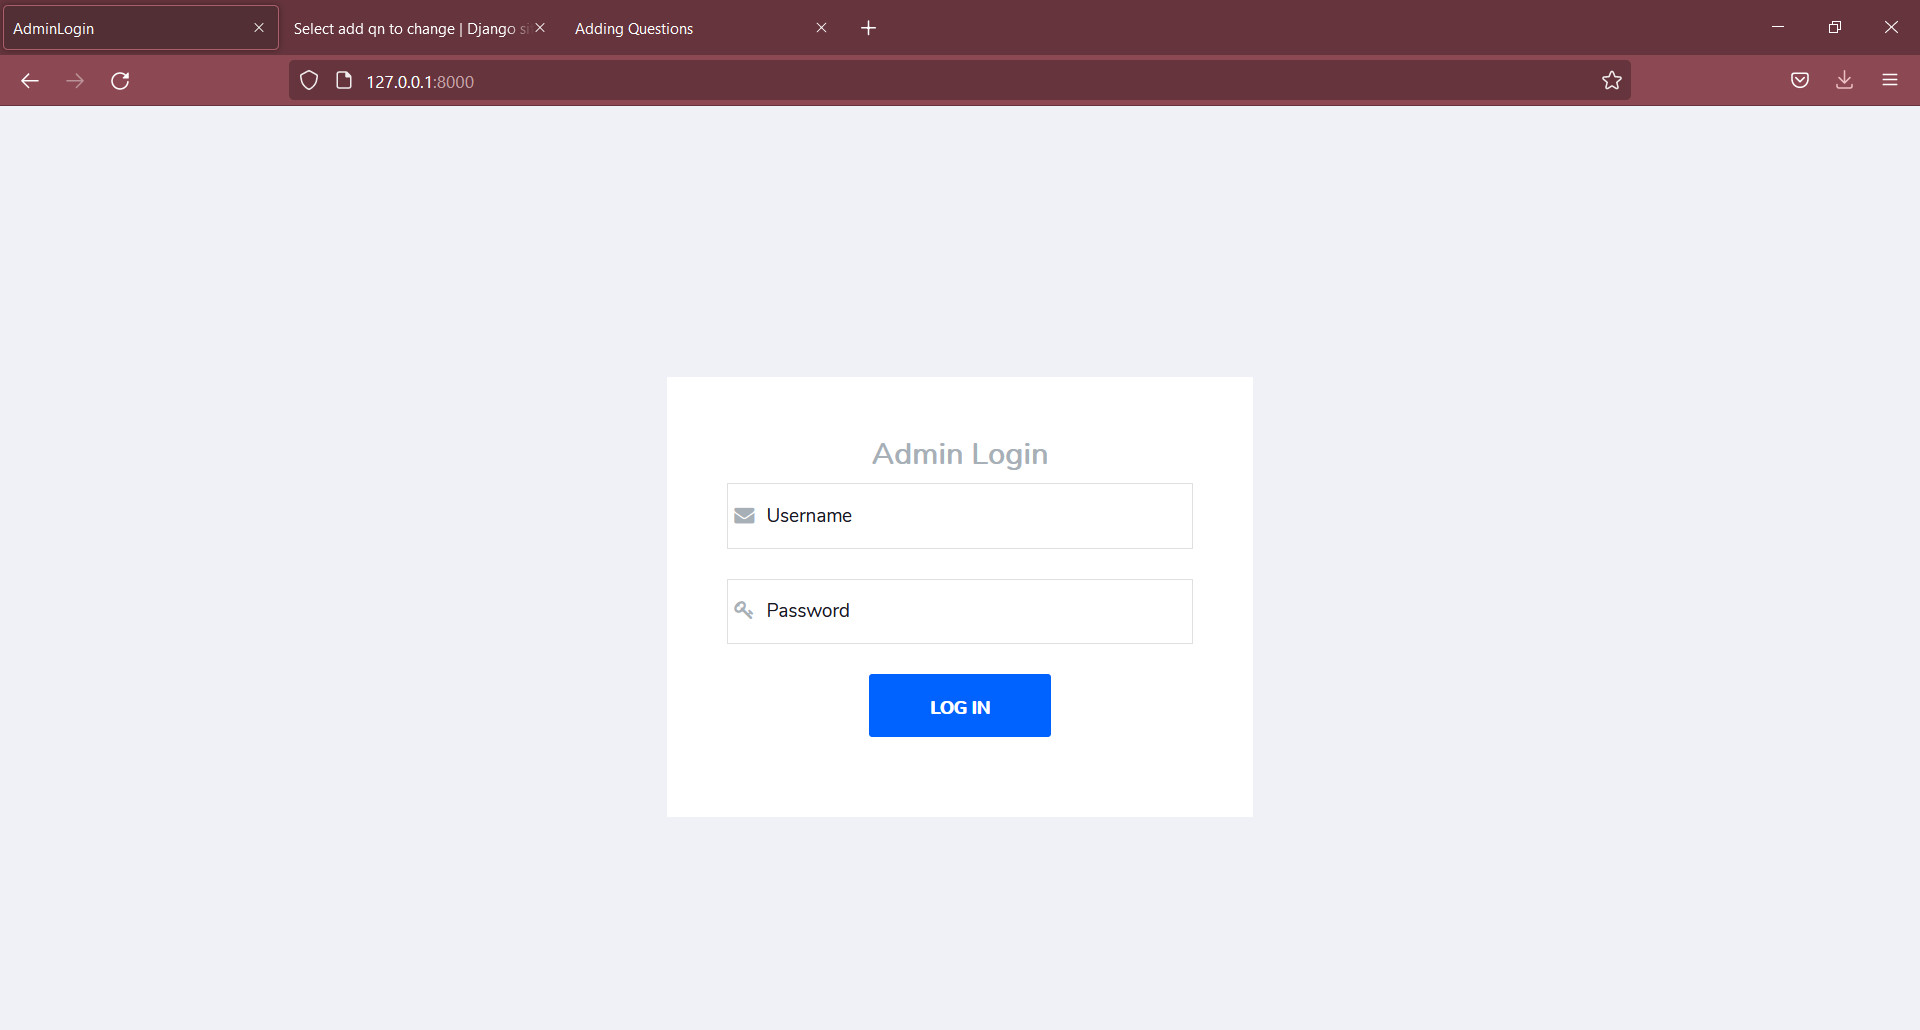 AdminLogin
Select add qn to change | Django si
Adding Questions
127.0.0.1:8000
Admin Login
Username
Password
LOG IN